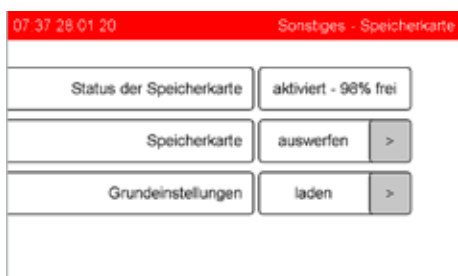 07:37 28.01.20 Sonstiges - Speicherkarte
Status der Speicherkarte aktiviert - 98% frei
Speicherkarte auswerfen >
Grundeinstellungen laden >